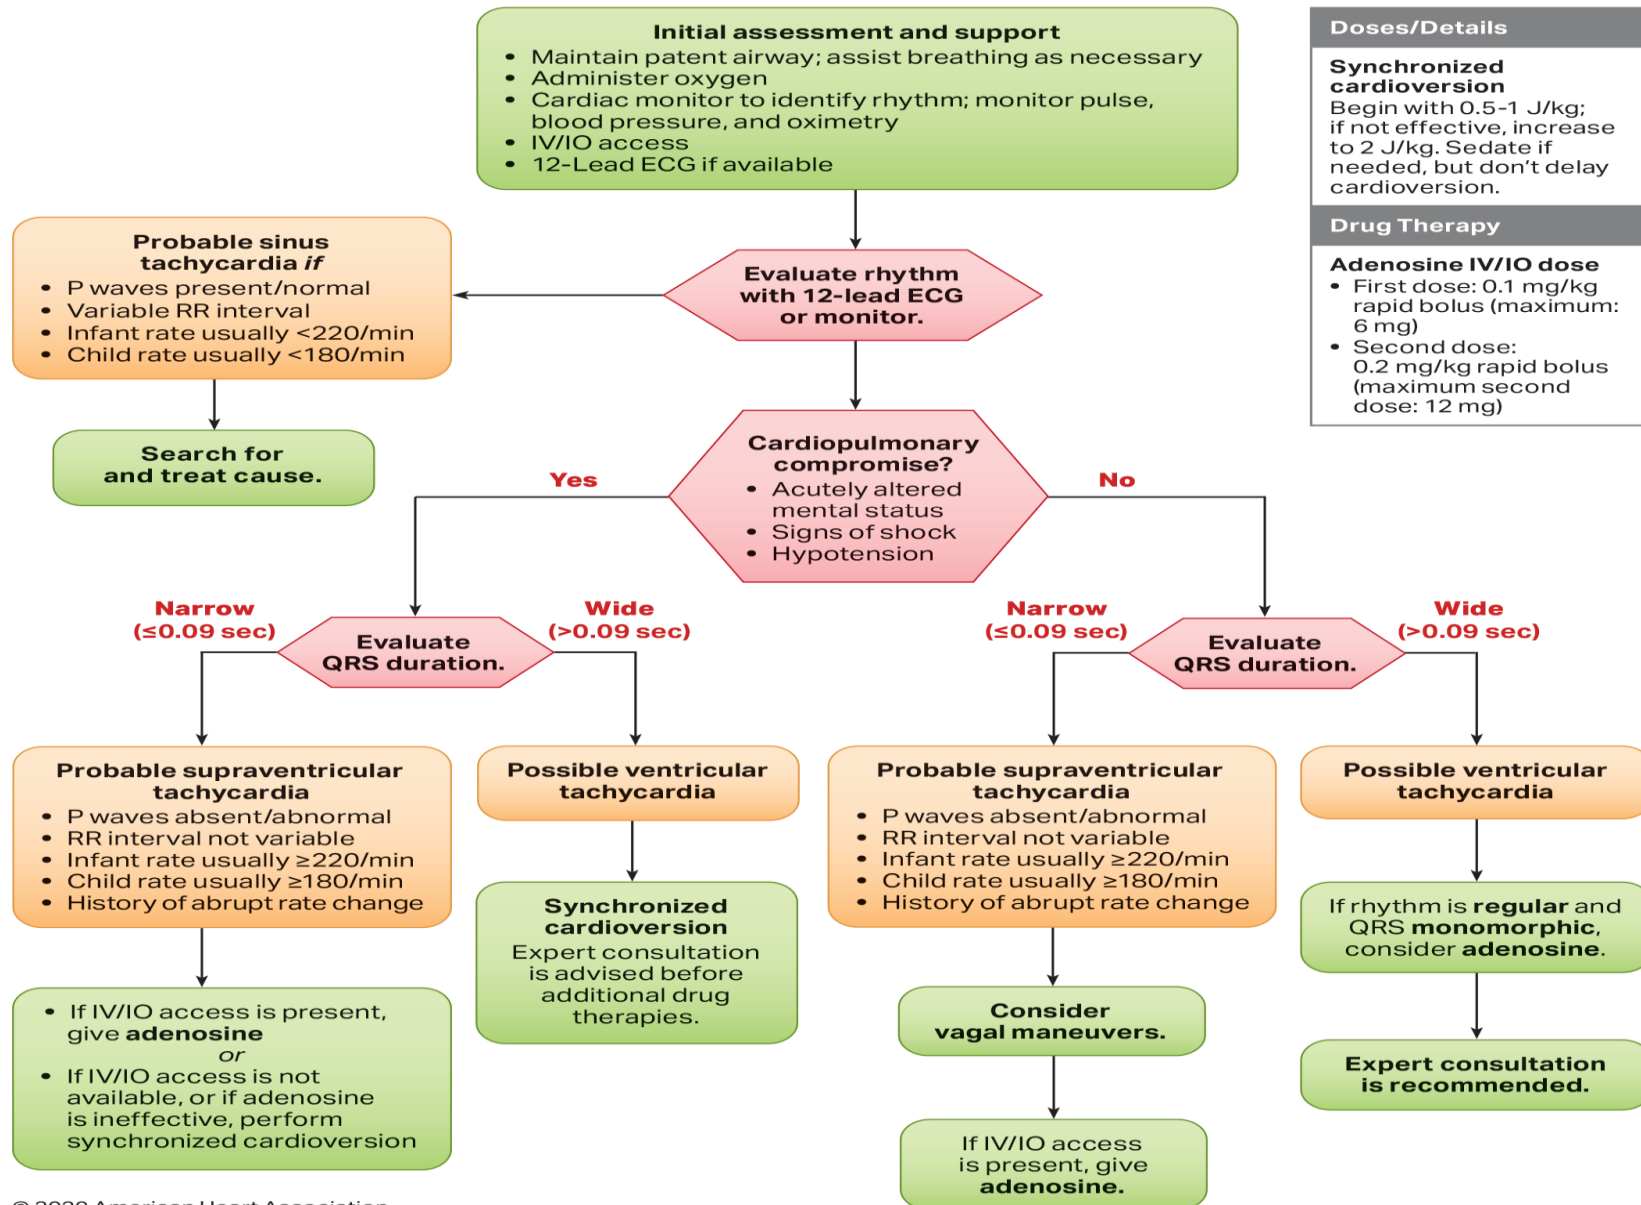 Initial assessment and support
• Maintain patent airway; assist breathing as necessary
• Administer oxygen
• Cardiac monitor to identify rhythm; monitor pulse,
blood pressure, and oximetry
• IV/IO access
• 12-Lead ECG if available
Doses/Details
Synchronized
cardioversion
Begin with 0.5-1 J/kg;
if not effective, increase
to 2 J/kg. Sedate if
needed, but don't delay
cardioversion.
Drug Therapy
Adenosine IV/IO dose
• First dose: 0.1 mg/kg
rapid bolus (maximum:
6 mg)
• Second dose:
0.2 mg/kg rapid bolus
(maximum second
dose: 12 mg)
Evaluate rhythm
with 12-lead ECG
or monitor.
Probable sinus
tachycardia if
• P waves present/normal
• Variable RR interval
• Infant rate usually <220/min
• Child rate usually <180/min
Search for
and treat cause.
Cardiopulmonary
compromise?
• Acutely altered
mental status
• Signs of shock
• Hypotension
Yes
No
Narrow
(≤0.09 sec)
Evaluate
QRS duration.
Wide
(>0.09 sec)
Narrow
(≤0.09 sec)
Evaluate
QRS duration.
Wide
(>0.09 sec)
Probable supraventricular
tachycardia
• P waves absent/abnormal
• RR interval not variable
• Infant rate usually ≥220/min
• Child rate usually ≥180/min
• History of abrupt rate change
• If IV/IO access is present,
give adenosine
or
• If IV/IO access is not
available, or if adenosine
is ineffective, perform
synchronized cardioversion
Possible ventricular
tachycardia
Synchronized
cardioversion
Expert consultation
is advised before
additional drug
therapies.
Probable supraventricular
tachycardia
• P waves absent/abnormal
• RR interval not variable
• Infant rate usually ≥220/min
• Child rate usually ≥180/min
• History of abrupt rate change
Consider
vagal maneuvers.
If IV/IO access
is present, give
adenosine.
Possible ventricular
tachycardia
If rhythm is regular and
QRS monomorphic,
consider adenosine.
Expert consultation
is recommended.
© 2020 American Heart Association